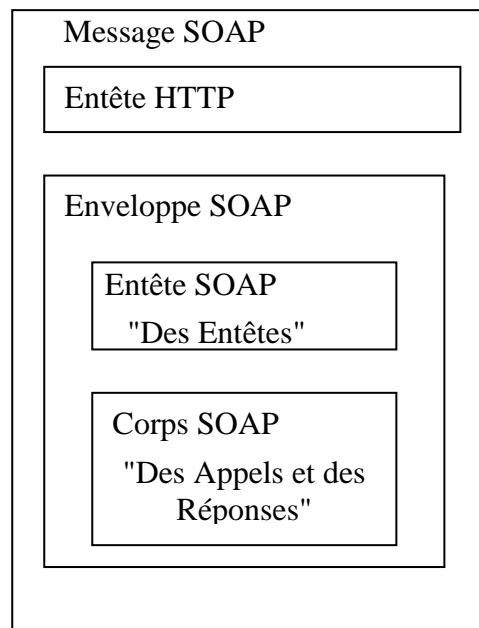 Message SOAP
Entête HTTP
Enveloppe SOAP
Entête SOAP
"Des Entêtes"
Corps SOAP
"Des Appels et des
Réponses"